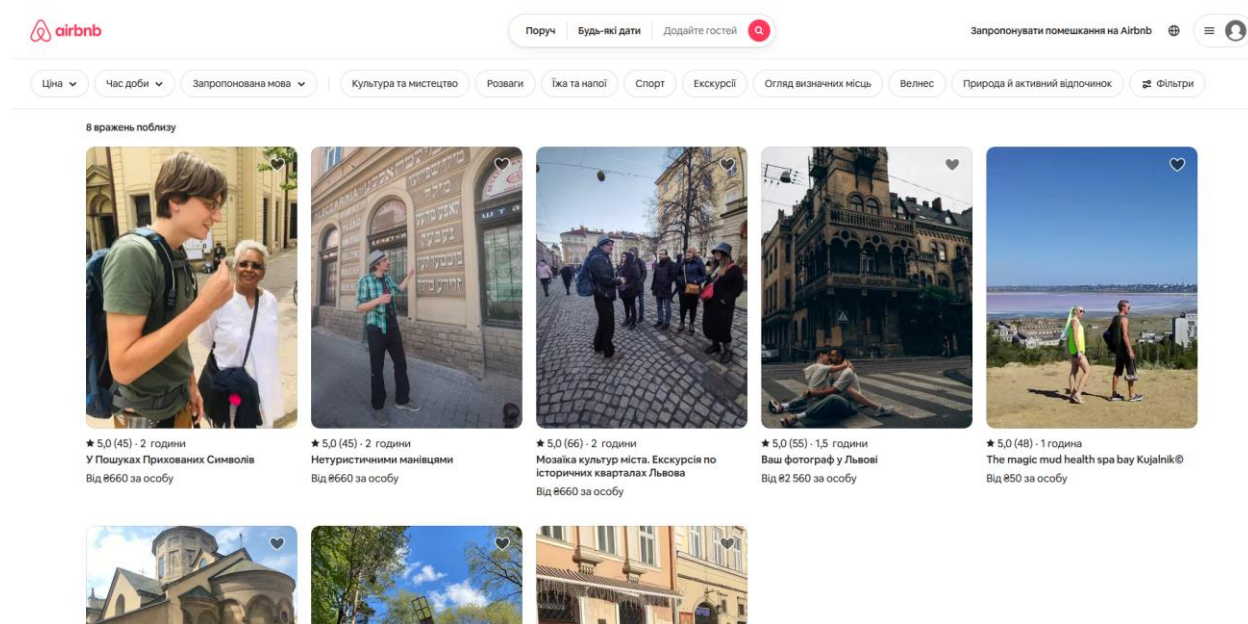 airbnb
Поруч Будь-які дати Додайте гостей
Запропонувати помешкання на Airbnb
Ціна Час доби Запропонована мова Культура та мистецтво Розваги Їжа та напої Спорт Екскурсії Огляд визначних місць Велнес Природа й активний відпочинок Фільтри
8 вражень поблизу
★ 5,0 (45) · 2 години
У Пошуках Прихованих Символів
Від ₴660 за особу
★ 5,0 (45) · 2 години
Нетуристичними манівцями
Від ₴660 за особу
★ 5,0 (66) · 2 години
Мозаїка культур міста. Екскурсія по
історичних кварталах Львова
Від ₴660 за особу
★ 5,0 (55) · 1,5 години
Ваш фотограф у Львові
Від ₴2 560 за особу
★ 5,0 (48) · 1 година
The magic mud health spa bay Kujalnik©
Від ₴50 за особу